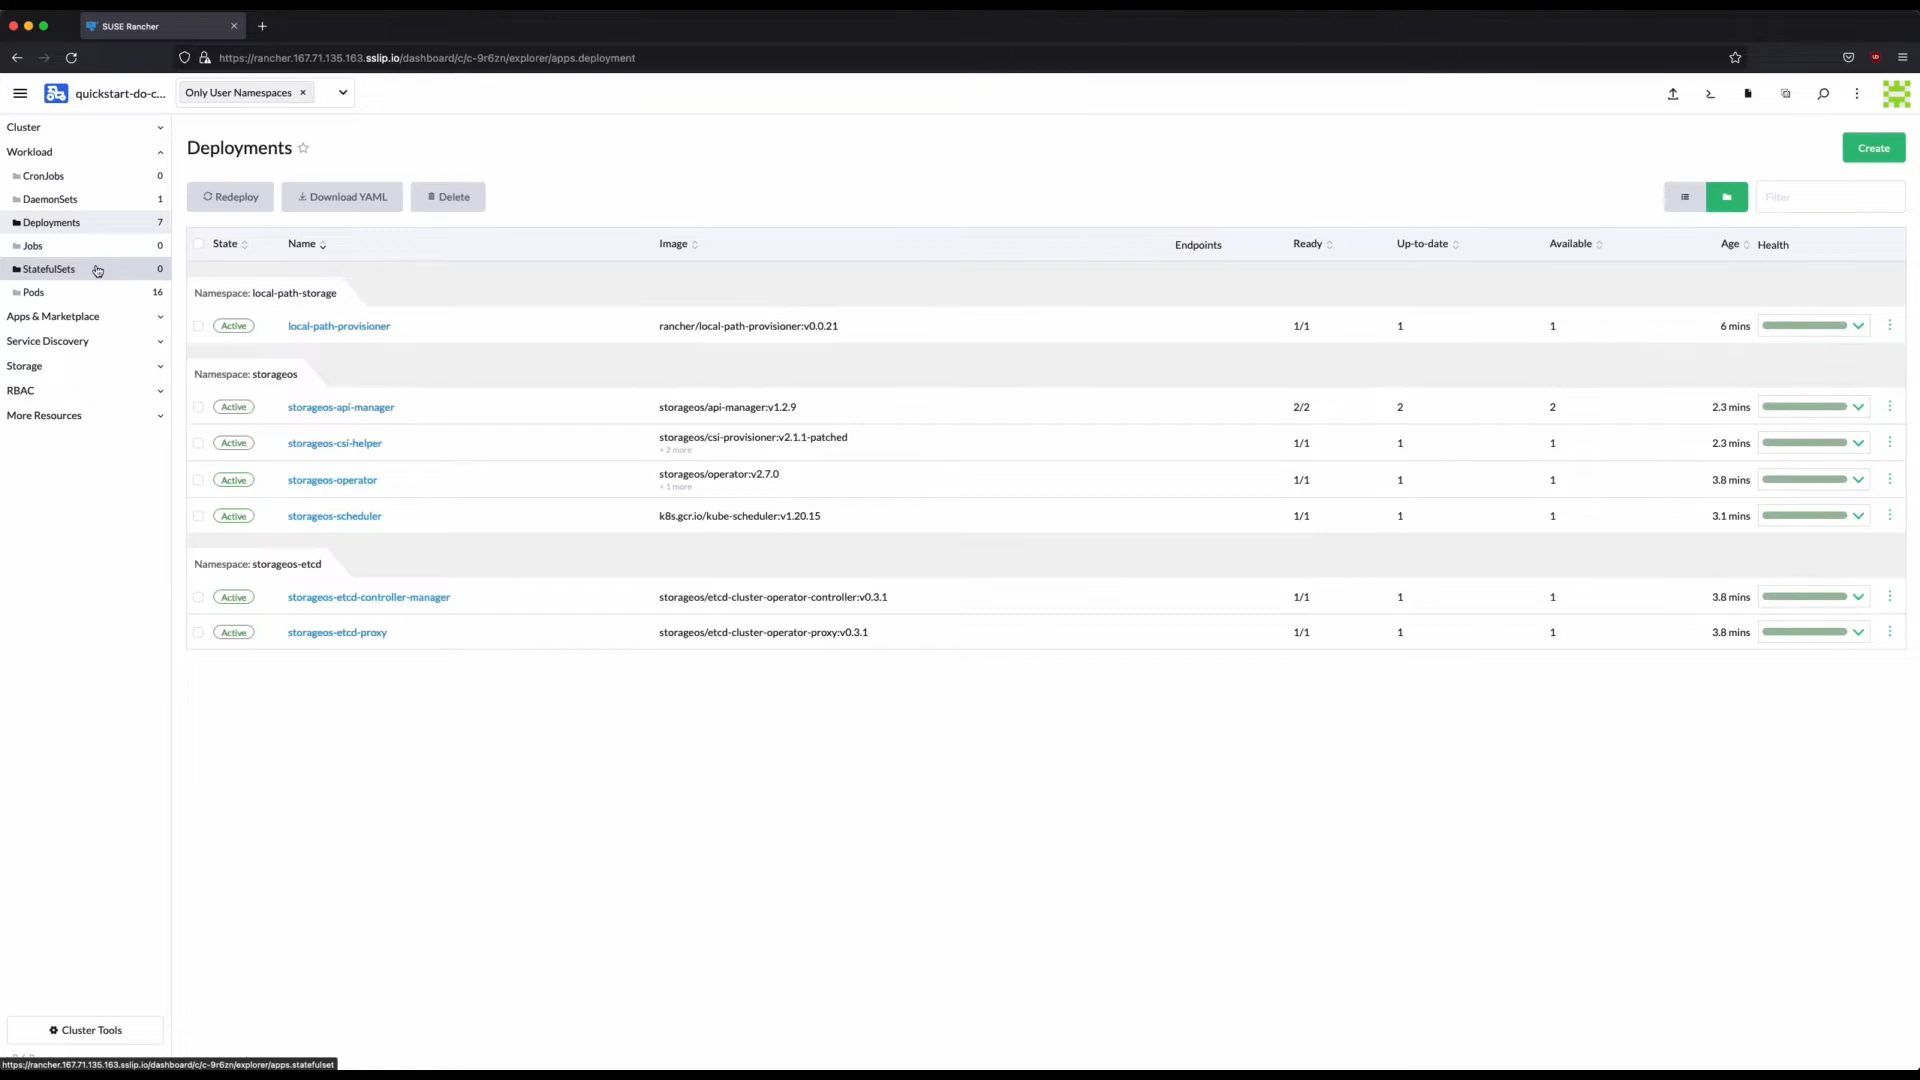 SUSE Rancher
https://rancher.167.71.135.163.sslip.io/dashboard/c/c-9r6zn/explorer/apps.deployment
quickstart-do-c...
Only User Namespaces
Cluster
Workload
CronJobs 0
DaemonSets 1
Deployments 7
Jobs 0
StatefulSets 0
Pods 16
Apps & Marketplace
Service Discovery
Storage
RBAC
More Resources
Cluster Tools
https://rancher.167.71.135.163.sslip.io/dashboard/c/c-9r6zn/explorer/apps.statefulset
Deployments
Create
Redeploy Download YAML Delete
Filter
State Name Image Endpoints Ready Up-to-date Available Age Health
Namespace: local-path-storage
Active local-path-provisioner rancher/local-path-provisioner:v0.0.21 1/1 1 1 6 mins
Namespace: storageos
Active storageos-api-manager storageos/api-manager:v1.2.9 2/2 2 2 2.3 mins
Active storageos-csi-helper storageos/csi-provisioner:v2.1.1-patched 1/1 1 1 2.3 mins
+ 2 more
Active storageos-operator storageos/operator:v2.7.0 1/1 1 1 3.8 mins
+ 1 more
Active storageos-scheduler k8s.gcr.io/kube-scheduler:v1.20.15 1/1 1 1 3.1 mins
Namespace: storageos-etcd
Active storageos-etcd-controller-manager storageos/etcd-cluster-operator-controller:v0.3.1 1/1 1 1 3.8 mins
Active storageos-etcd-proxy storageos/etcd-cluster-operator-proxy:v0.3.1 1/1 1 1 3.8 mins